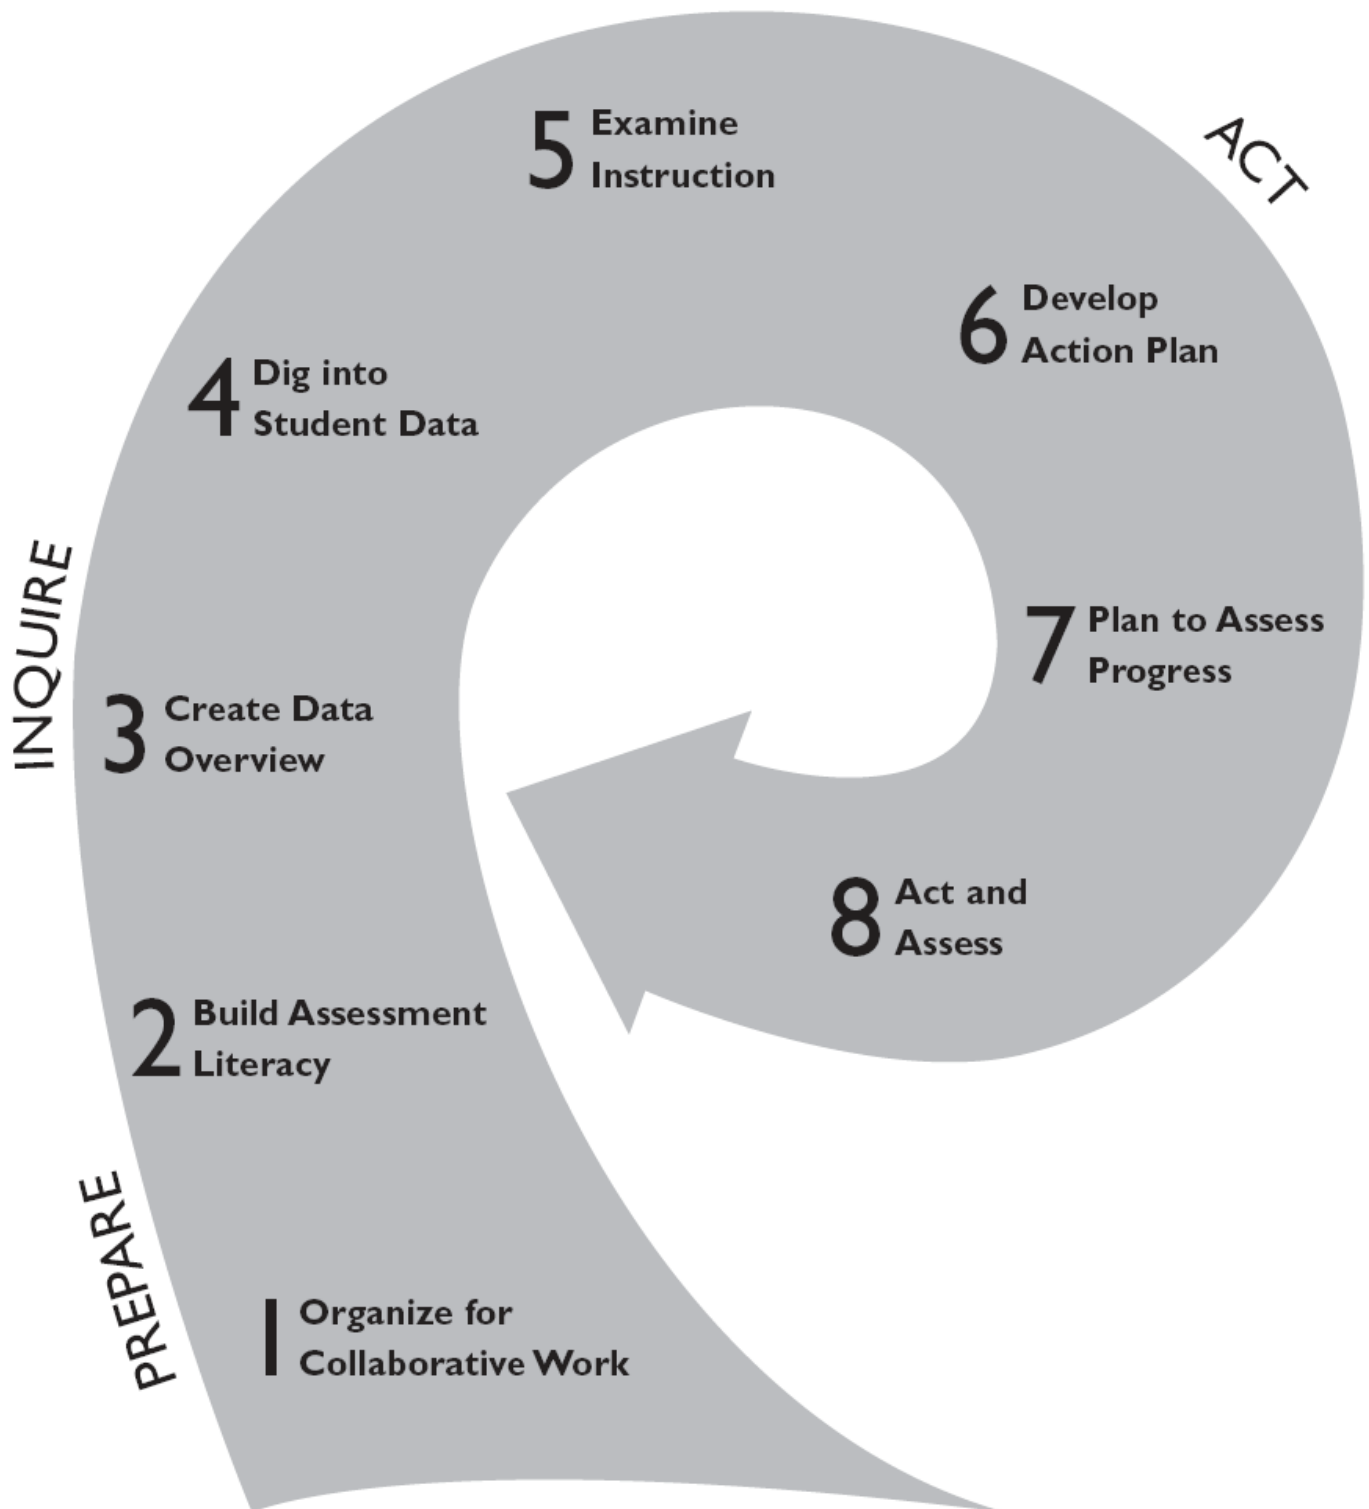 ACT
5 Examine
Instruction
6 Develop
Action Plan
4 Dig into
Student Data
INQUIRE
7 Plan to Assess
Progress
3 Create Data
Overview
8 Act and
Assess
2 Build Assessment
Literacy
PREPARE
1 Organize for
Collaborative Work